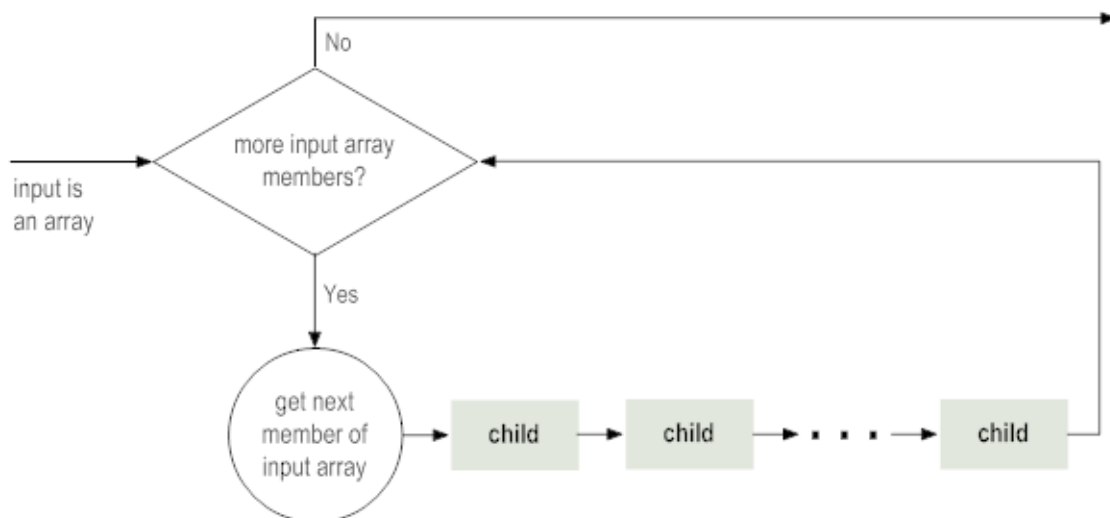 No
more input array
members?
input is
an array
Yes
get next
member of
input array
child
child
child